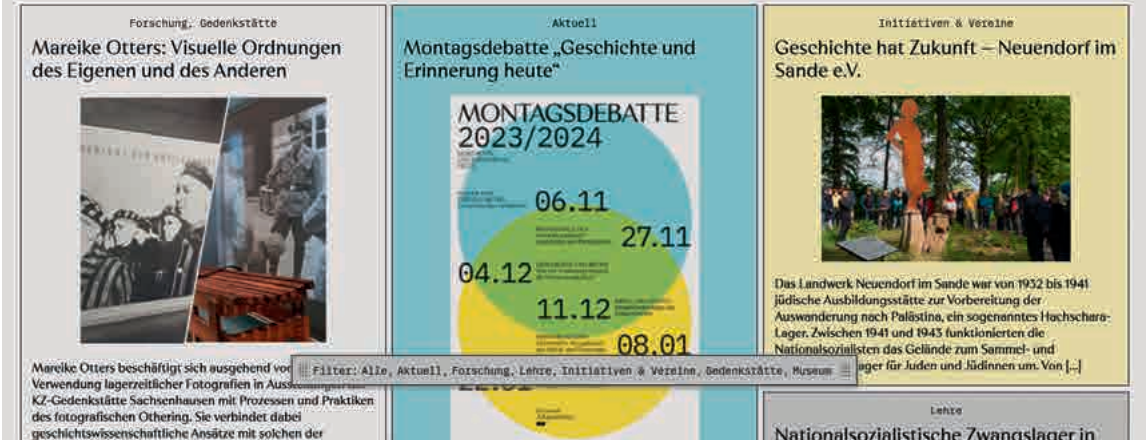 Forschung, Gedenkstätte
Mareike Otters: Visuelle Ordnungen
des Eigenen und des Anderen
Mareike Otters beschäftigt sich ausgehend von
Verwendung lagerzeitlicher Fotografien in
KZ-Gedenkstätte Sachsenhausen mit Prozessen und Praktiken
des fotografischen Othering. Sie verbindet dabei
geschichtswissenschaftliche Ansätze mit solchen der
Aktuell
Montagsdebatte „Geschichte und
Erinnerung heute“
MONTAGSDEBATTE
2023/2024
06.11
27.11
04.12
11.12
08.01
Filter: Alle, Aktuell, Forschung, Lehre, Initiativen & Vereine, Gedenkstätte, Museum
Initiativen & Vereine
Geschichte hat Zukunft – Neuendorf im
Sande e.V.
Das Landwerk Neuendorf im Sande war von 1932 bis 1941
jüdische Ausbildungsstätte zur Vorbereitung der
Auswanderung nach Palästina, ein sogenanntes Hachschara-
Lager. Zwischen 1941 und 1943 funktionierten die
Nationalsozialisten das Gelände zum Sammel- und
lager für Juden und Jüdinnen um. Von [...]
Lehre
Nationalsozialistische Zwangslager in